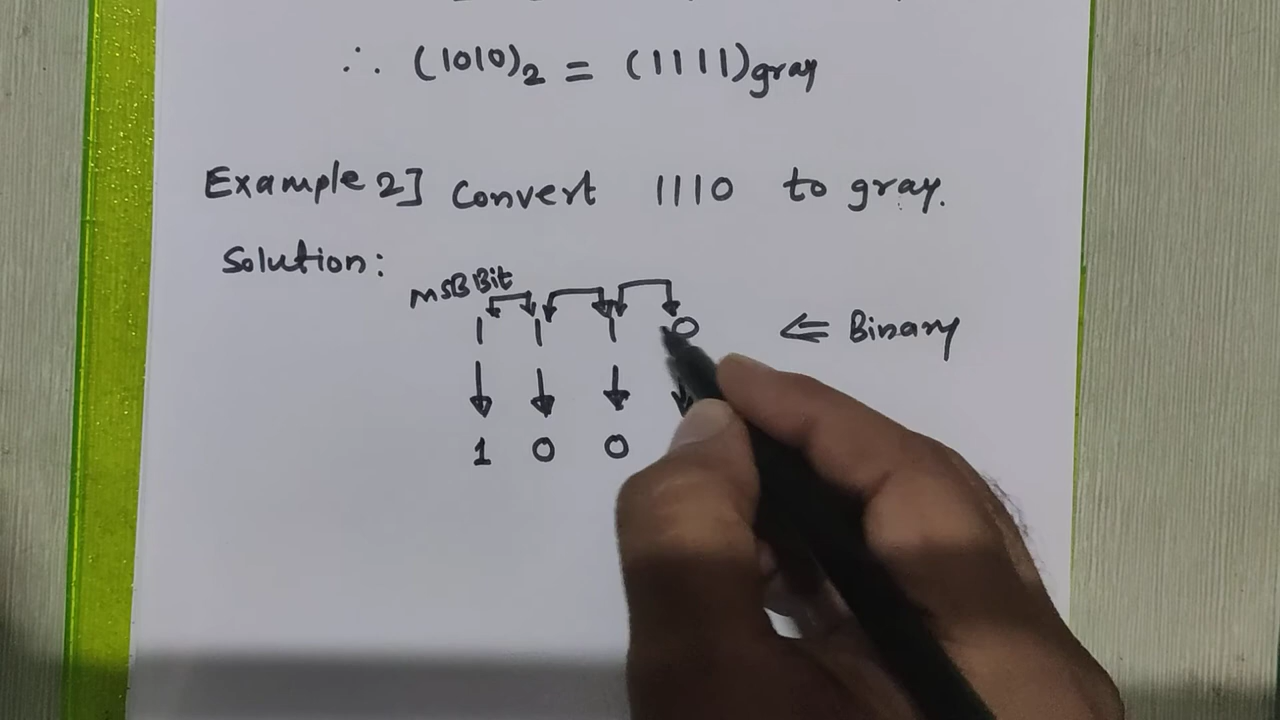 ∴ (1010)2 = (1111)gray
Example 2] Convert 1110 to gray.
Solution:
MSB Bit
1 1 1 0 ⇐ Binary
1 0 0